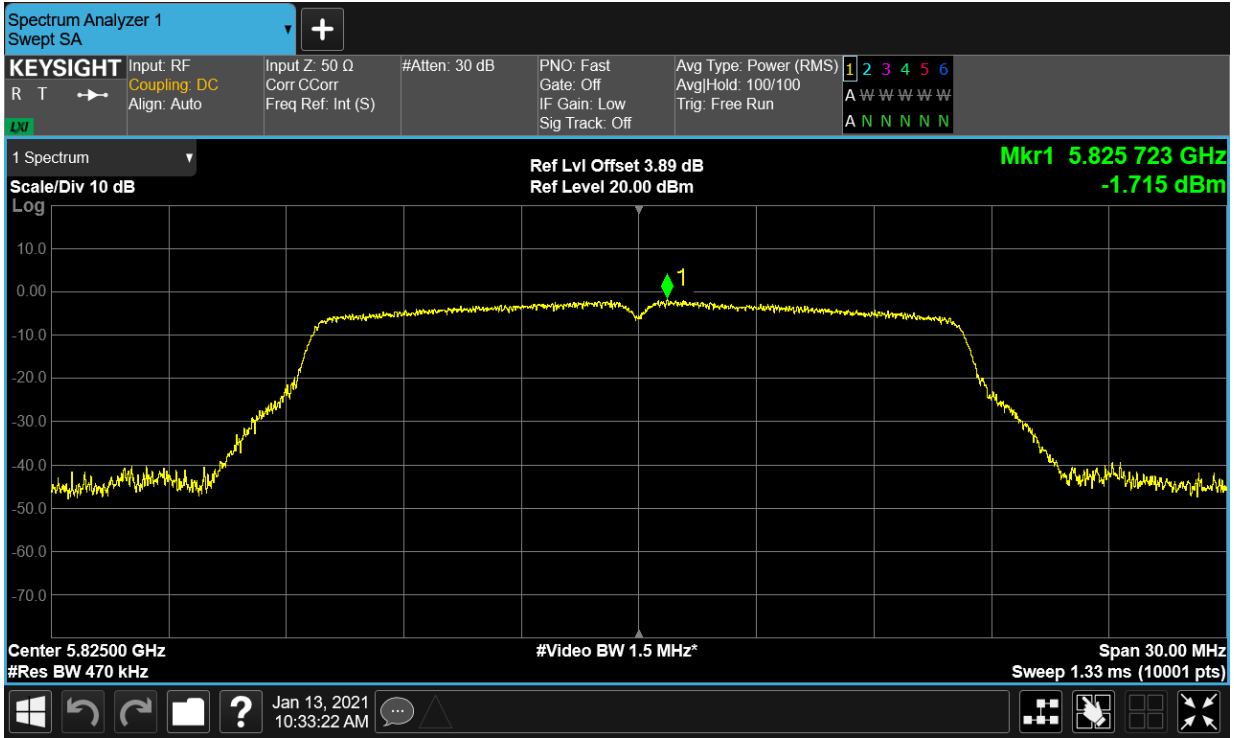 Spectrum Analyzer 1
Swept SA
KEYSIGHT
R T
LXI
Input: RF
Coupling: DC
Align: Auto
Input Z: 50 Ω
Corr CCorr
Freq Ref: Int (S)
#Atten: 30 dB
PNO: Fast
Gate: Off
IF Gain: Low
Sig Track: Off
Avg Type: Power (RMS)
Avg|Hold: 100/100
Trig: Free Run
1 2 3 4 5 6
A W W W W W
A N N N N N
1 Spectrum
Scale/Div 10 dB
Log
Ref Lvl Offset 3.89 dB
Ref Level 20.00 dBm
Mkr1 5.825 723 GHz
-1.715 dBm
1
10.0
0.00
-10.0
-20.0
-30.0
-40.0
-50.0
-60.0
-70.0
Center 5.82500 GHz
#Res BW 470 kHz
#Video BW 1.5 MHz*
Span 30.00 MHz
Sweep 1.33 ms (10001 pts)
?
Jan 13, 2021
10:33:22 AM